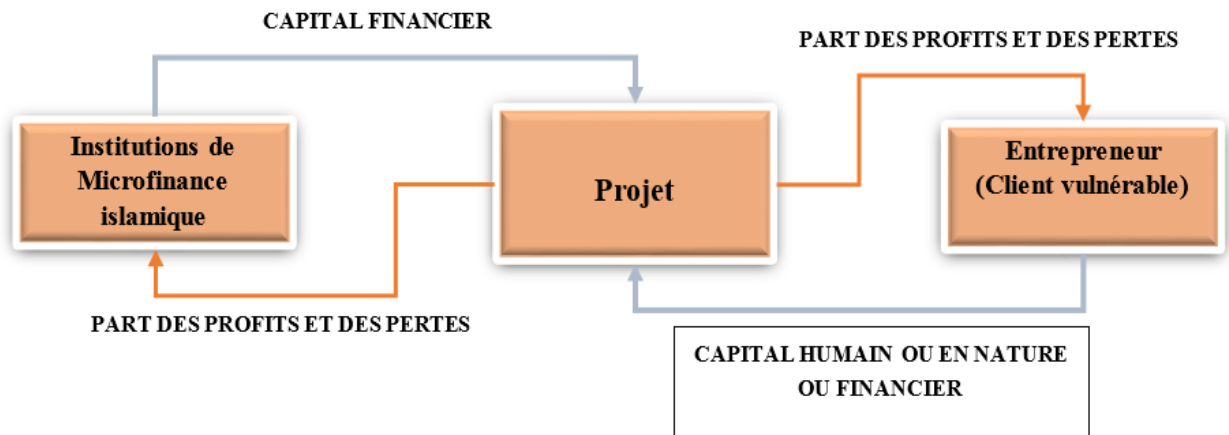 CAPITAL FINANCIER
PART DES PROFITS ET DES PERTES
Institutions de
Microfinance
islamique
Projet
Entrepreneur
(Client vulnérable)
PART DES PROFITS ET DES PERTES
CAPITAL HUMAIN OU EN NATURE
OU FINANCIER